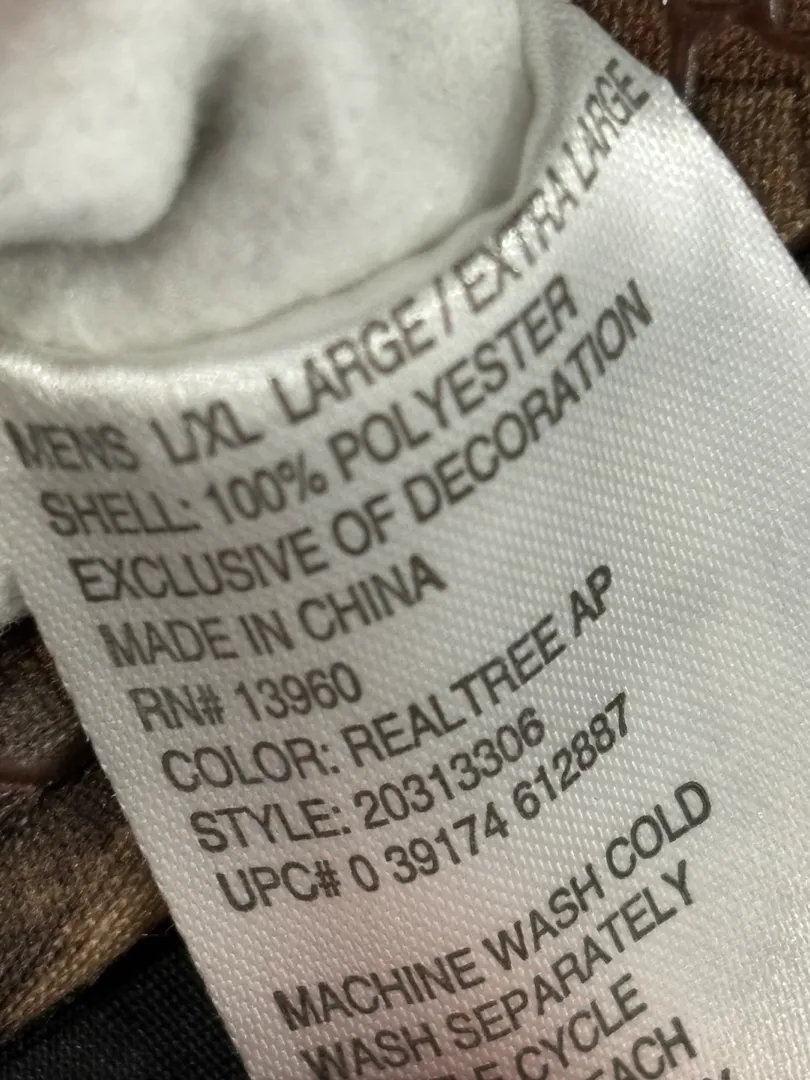 MENS L/XL LARGE / EXTRA LARGE
SHELL: 100% POLYESTER
EXCLUSIVE OF DECORATION
MADE IN CHINA
RN# 13960
COLOR: REALTREE AP
STYLE: 20313306
UPC# 0 39174 612887
MACHINE WASH COLD
WASH SEPARATELY
CYCLE